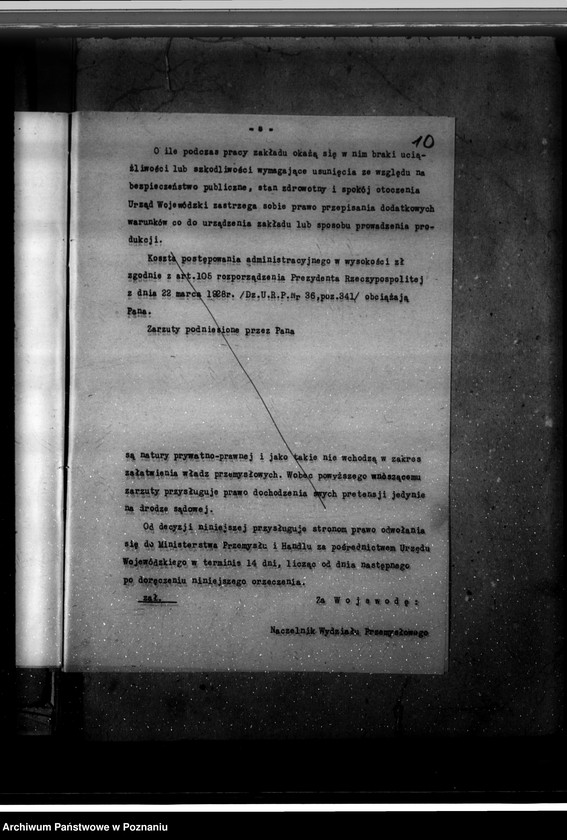 10
O ile podczas pracy zakładu okażą się w nim braki ucią-
żliwości lub szkodliwości wymagające usunięcia ze względu na
bezpieczeństwo publiczne, stan zdrowotny i spokój otoczenia
Urząd Wojewódzki zastrzega sobie prawo przepisania dodatkowych
warunków co do urządzenia zakładu lub sposobu prowadzenia pro-
dukcji.
Koszta postępowania administracyjnego w wysokości zł
zgodnie z art.105 rozporządzenia Prezydenta Rzeczypospolitej
z dnia 22 marca 1928r. /Dz.U.R.P.Nr 36,poz.341/ obciążają
Pana.
Zarzuty podniesione przez Pana
są natury prywatno-prawnej i jako takie nie wchodzą w zakres
załatwienia władz przemysłowych. Wobec powyższego wnoszącemu
zarzuty przysługuje prawo dochodzenia swych pretensji jedynie
na drodze sądowej.
Od decyzji niniejszej przysługuje stronom prawo odwołania
się do Ministerstwa Przemysłu i Handlu za pośrednictwem Urzędu
Wojewódzkiego w terminie 14 dni, licząc od dnia następnego
po doręczeniu niniejszego orzeczenia.
zał.
Za Wojewodę:
Naczelnik Wydziału Przemysłowego
Archiwum Państwowe w Poznaniu